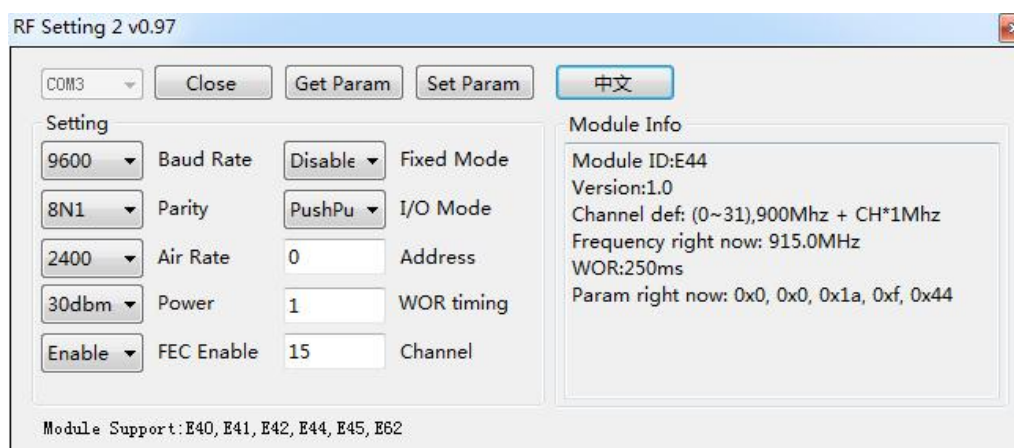 RF Setting 2 v0.97
COM3 Close Get Param Set Param 中文
Setting
9600 Baud Rate Disable Fixed Mode
8N1 Parity PushPu I/O Mode
2400 Air Rate 0 Address
30dbm Power 1 WOR timing
Enable FEC Enable 15 Channel
Module Info
Module ID:E44
Version:1.0
Channel def: (0~31),900Mhz + CH*1Mhz
Frequency right now: 915.0MHz
WOR:250ms
Param right now: 0x0, 0x0, 0x1a, 0xf, 0x44
Module Support:E40, E41, E42, E44, E45, E62